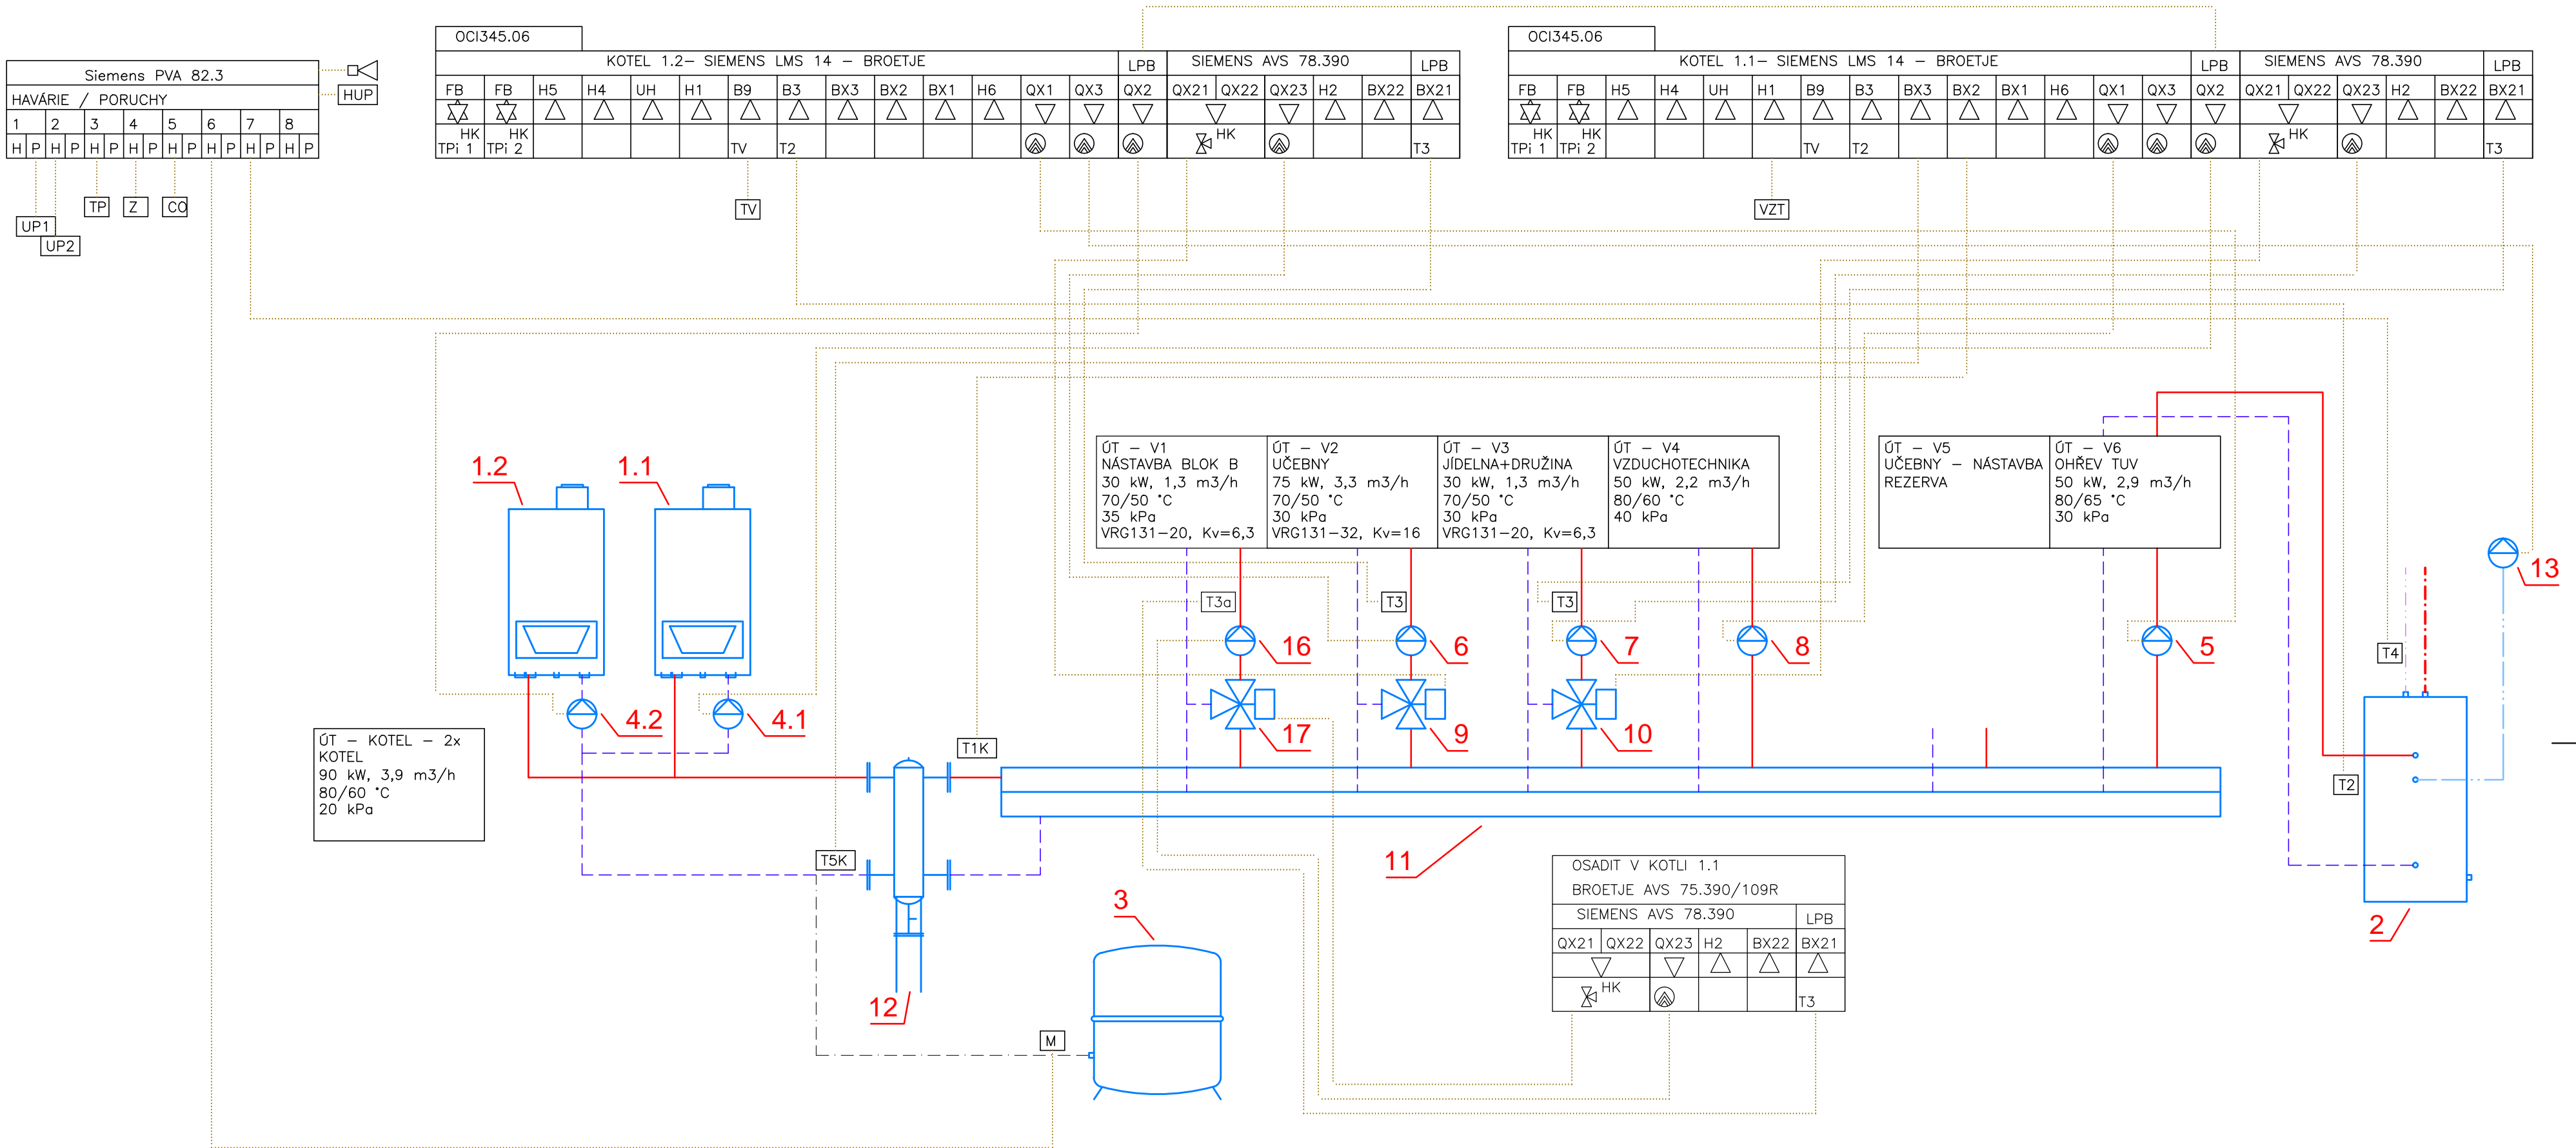 Siemens PVA 82.3
HAVÁRIE / PORUCHY
1 2 3 4 5 6 7 8
H P H P H P H P H P H P H P H P
HUP
UP1
UP2
TP
Z
CO
OCI345.06
KOTEL 1.2- SIEMENS LMS 14 - BROETJE
LPB
SIEMENS AVS 78.390
LPB
FB FB H5 H4 UH H1 B9 B3 BX3 BX2 BX1 H6 QX1 QX3 QX2 QX21 QX22 QX23 H2 BX22 BX21
HK HK HK
TPi 1 TPi 2 TV T2 T3
TV
OCI345.06
KOTEL 1.1- SIEMENS LMS 14 - BROETJE
LPB
SIEMENS AVS 78.390
LPB
FB FB H5 H4 UH H1 B9 B3 BX3 BX2 BX1 H6 QX1 QX3 QX2 QX21 QX22 QX23 H2 BX22 BX21
HK HK HK
TPi 1 TPi 2 TV T2 T3
VZT
1.2
1.1
4.2
4.1
ÚT - KOTEL - 2x
KOTEL
90 kW, 3,9 m3/h
80/60 °C
20 kPa
ÚT - V1
NÁSTAVBA BLOK B
30 kW, 1,3 m3/h
70/50 °C
35 kPa
VRG131-20, Kv=6,3
ÚT - V2
UČEBNY
75 kW, 3,3 m3/h
70/50 °C
30 kPa
VRG131-32, Kv=16
ÚT - V3
JÍDELNA+DRUŽINA
30 kW, 1,3 m3/h
70/50 °C
30 kPa
VRG131-20, Kv=6,3
ÚT - V4
VZDUCHOTECHNIKA
50 kW, 2,2 m3/h
80/60 °C
40 kPa
ÚT - V5
UČEBNY - NÁSTAVBA
REZERVA
ÚT - V6
OHŘEV TUV
50 kW, 2,9 m3/h
80/65 °C
30 kPa
T3a
T3
T3
16
6
7
8
5
13
T4
17
9
10
T1K
T2
T5K
11
3
12
M
2
OSADIT V KOTLI 1.1
BROETJE AVS 75.390/109R
SIEMENS AVS 78.390
LPB
QX21 QX22 QX23 H2 BX22 BX21
HK
T3